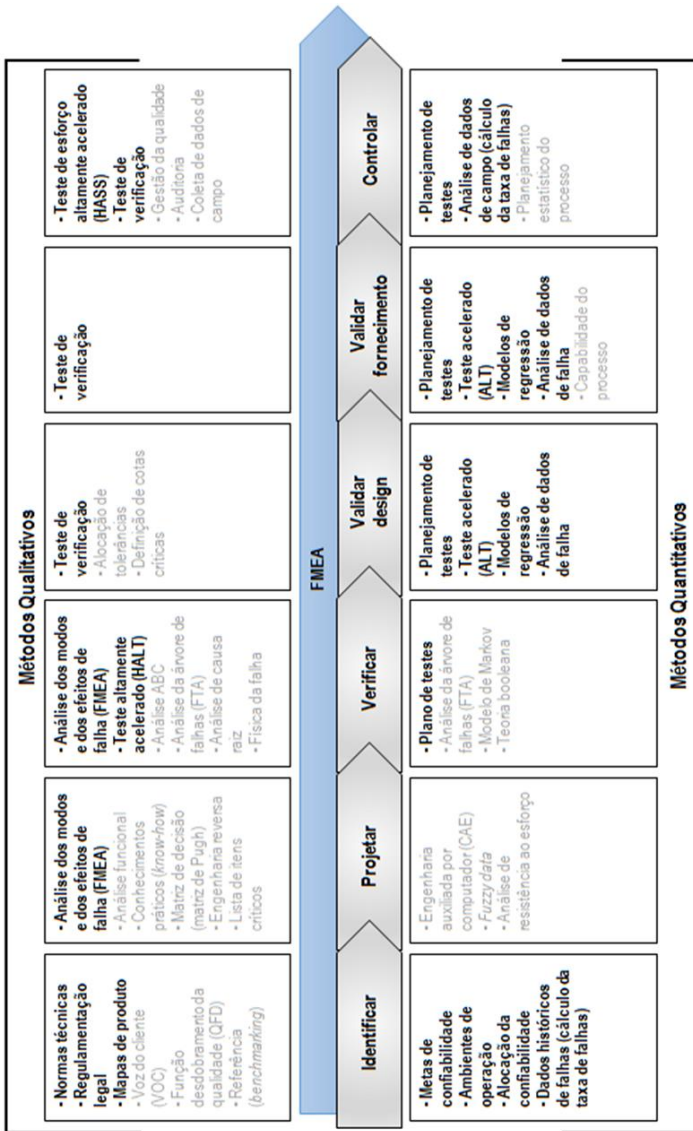 Métodos Qualitativos
• Normas técnicas
• Regulamentação
legal
• Mapas de produto
• Voz do cliente
(VOC)
• Função
desdobramento da
qualidade (QFD)
• Referência
(benchmarking)
• Análise dos modos
e dos efeitos de
falha (FMEA)
• Análise funcional
• Conhecimentos
práticos (know-how)
• Matriz de decisão
(matriz de Pugh)
• Engenharia reversa
• Lista de itens
críticos
• Análise dos modos
e dos efeitos de
falha (FMEA)
• Teste altamente
acelerado (HALT)
• Análise ABC
• Análise da árvore de
falhas (FTA)
• Análise de causa
raiz
• Física da falha
• Teste de
verificação
• Alocação de
tolerâncias
• Definição de cotas
críticas
• Teste de
verificação
• Teste de esforço
altamente acelerado
(HASS)
• Teste de
verificação
• Gestão da qualidade
• Auditoria
• Coleta de dados de
campo
FMEA
Identificar
Projetar
Verificar
Validar
design
Validar
fornecimento
Controlar
• Metas de
confiabilidade
• Ambientes de
operação
• Alocação da
confiabilidade
• Dados históricos
de falhas (cálculo da
taxa de falhas)
• Engenharia
auxiliada por
computador (CAE)
• Fuzzy data
• Análise de
resistência ao esforço
• Plano de testes
• Análise da árvore de
falhas (FTA)
• Modelo de Markov
• Teoria booleana
• Planejamento de
testes
• Teste acelerado
(ALT)
• Modelos de
regressão
• Análise de dados
de falha
• Planejamento de
testes
• Teste acelerado
(ALT)
• Modelos de
regressão
• Análise de dados
de falha
• Capabilidade do
processo
• Planejamento de
testes
• Análise de dados
de campo (cálculo
da taxa de falhas)
• Planejamento
estatístico do
processo
Métodos Quantitativos